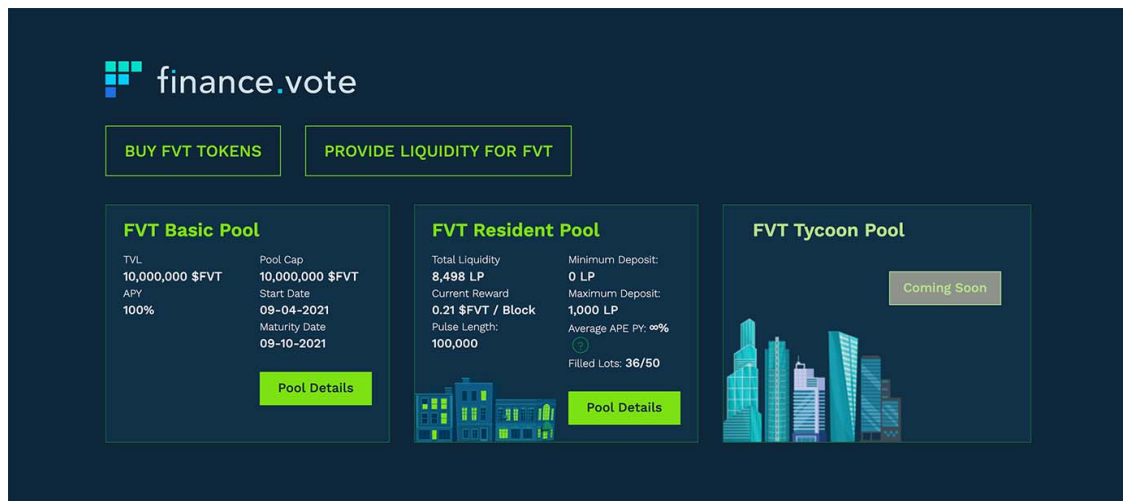 finance.vote
BUY FVT TOKENS
PROVIDE LIQUIDITY FOR FVT
FVT Basic Pool
TVL
10,000,000 $FVT
APY
100%
Pool Cap
10,000,000 $FVT
Start Date
09-04-2021
Maturity Date
09-10-2021
Pool Details
FVT Resident Pool
Total Liquidity
8,498 LP
Current Reward
0.21 $FVT / Block
Pulse Length:
100,000
Minimum Deposit:
0 LP
Maximum Deposit:
1,000 LP
Average APE PY: ∞%
?
Filled Lots: 36/50
Pool Details
FVT Tycoon Pool
Coming Soon